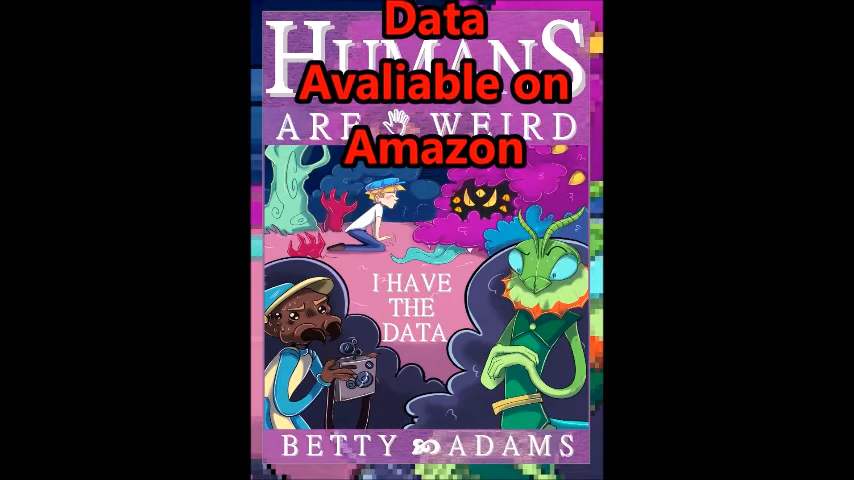 Data
HUMANS
Avaliable on
ARE WEIRD
Amazon
I HAVE
THE
DATA
BETTY ADAMS